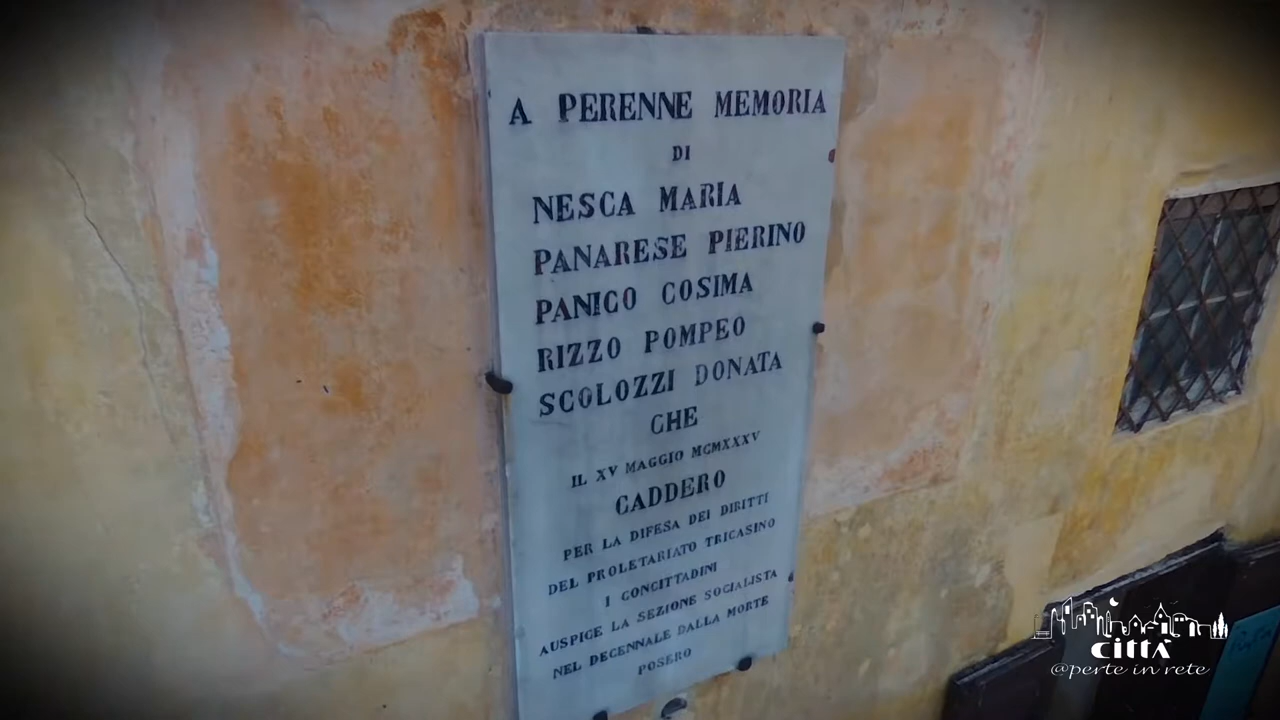 A PERENNE MEMORIA
DI
NESCA MARIA
PANARESE PIERINO
PANICO COSIMA
RIZZO POMPEO
SCOLOZZI DONATA
CHE
IL XV MAGGIO MCMXXXV
CADDERO
PER LA DIFESA DEI DIRITTI
DEL PROLETARIATO TRICASINO
I CONCITTADINI
AUSPICE LA SEZIONE SOCIALISTA
NEL DECENNALE DALLA MORTE
POSERO
CITTÀ
@perte in rete